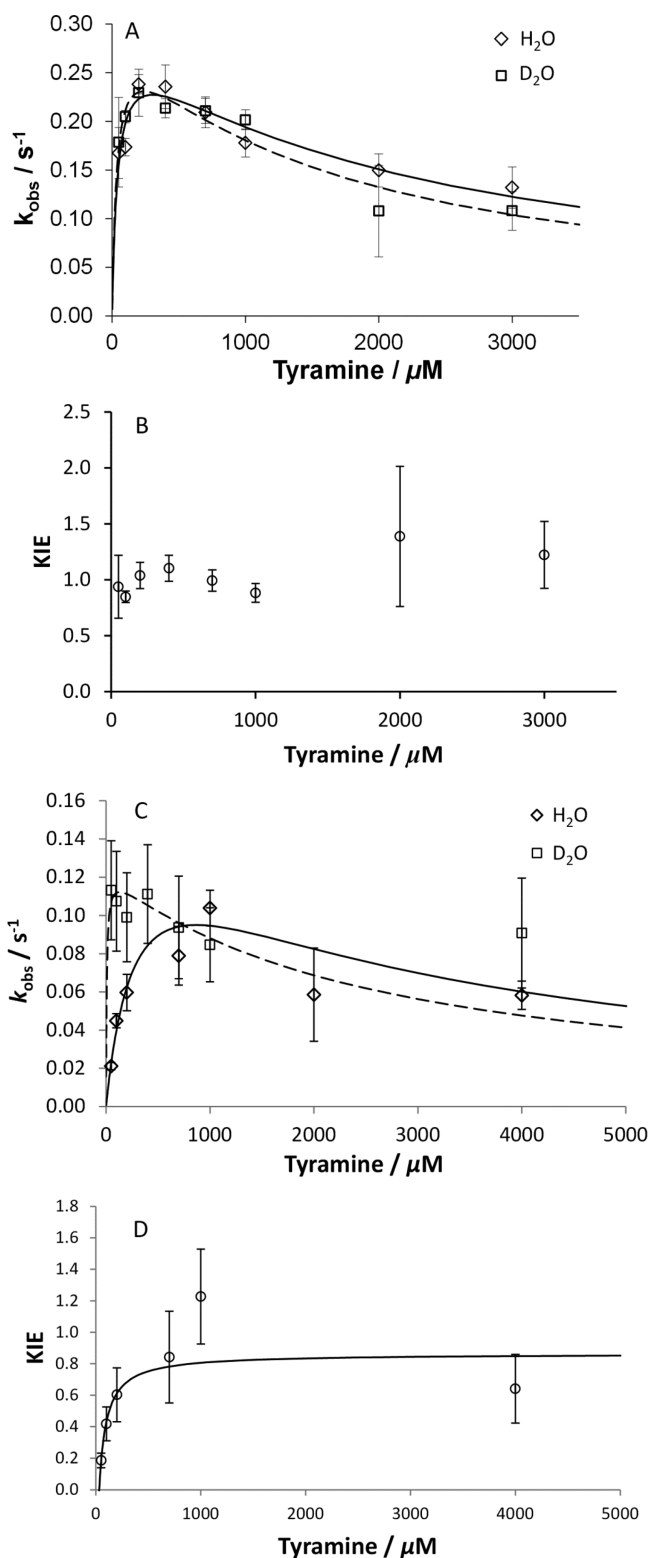 A
H₂O
D₂O
k_obs / s⁻¹
0.30
0.25
0.20
0.15
0.10
0.05
0.00
0 1000 2000 3000
Tyramine / µM
B
KIE
2.5
2.0
1.5
1.0
0.5
0.0
0 1000 2000 3000
Tyramine / µM
C
H₂O
D₂O
k_obs / s⁻¹
0.16
0.14
0.12
0.10
0.08
0.06
0.04
0.02
0.00
0 1000 2000 3000 4000 5000
Tyramine / µM
D
KIE
1.8
1.6
1.4
1.2
1.0
0.8
0.6
0.4
0.2
0.0
0 1000 2000 3000 4000 5000
Tyramine / µM